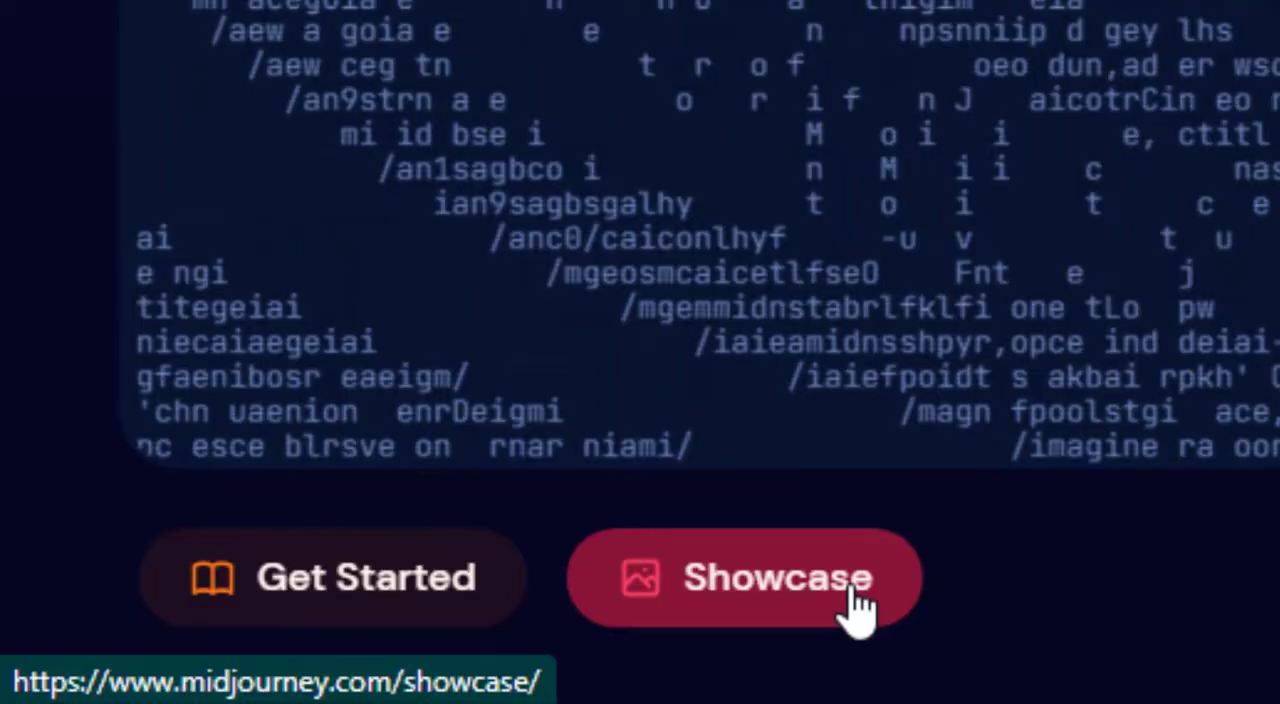 /aew a goia e e n npsnniip d gey lhs
/aew ceg tn t r o f oeo dun,ad er wsc
/an9strn a e o r i f n J aicotrCin eo
mi id bse i M o i i e, ctitl
/an1sagbco i n M i i c nas
ian9sagbsgalhy t o i t c e
ai /anc0/caiconlhyf -u v t u
e ngi /mgeosmcaicetlfse0 Fnt e j
titegeiai /mgemmidnstabrlfklfi one tLo pw
niecaiaegeiai /iaieamidnsshpyr,opce ind deiai-
gfaenibosr eaeigm/ /iaiefpoidt s akbai rpkh'
'chn uaenion enrDeigmi /magn fpoolstgi ace,
nc esce blrsve on rnar niami/ /imagine ra oor
Get Started
Showcase
https://www.midjourney.com/showcase/